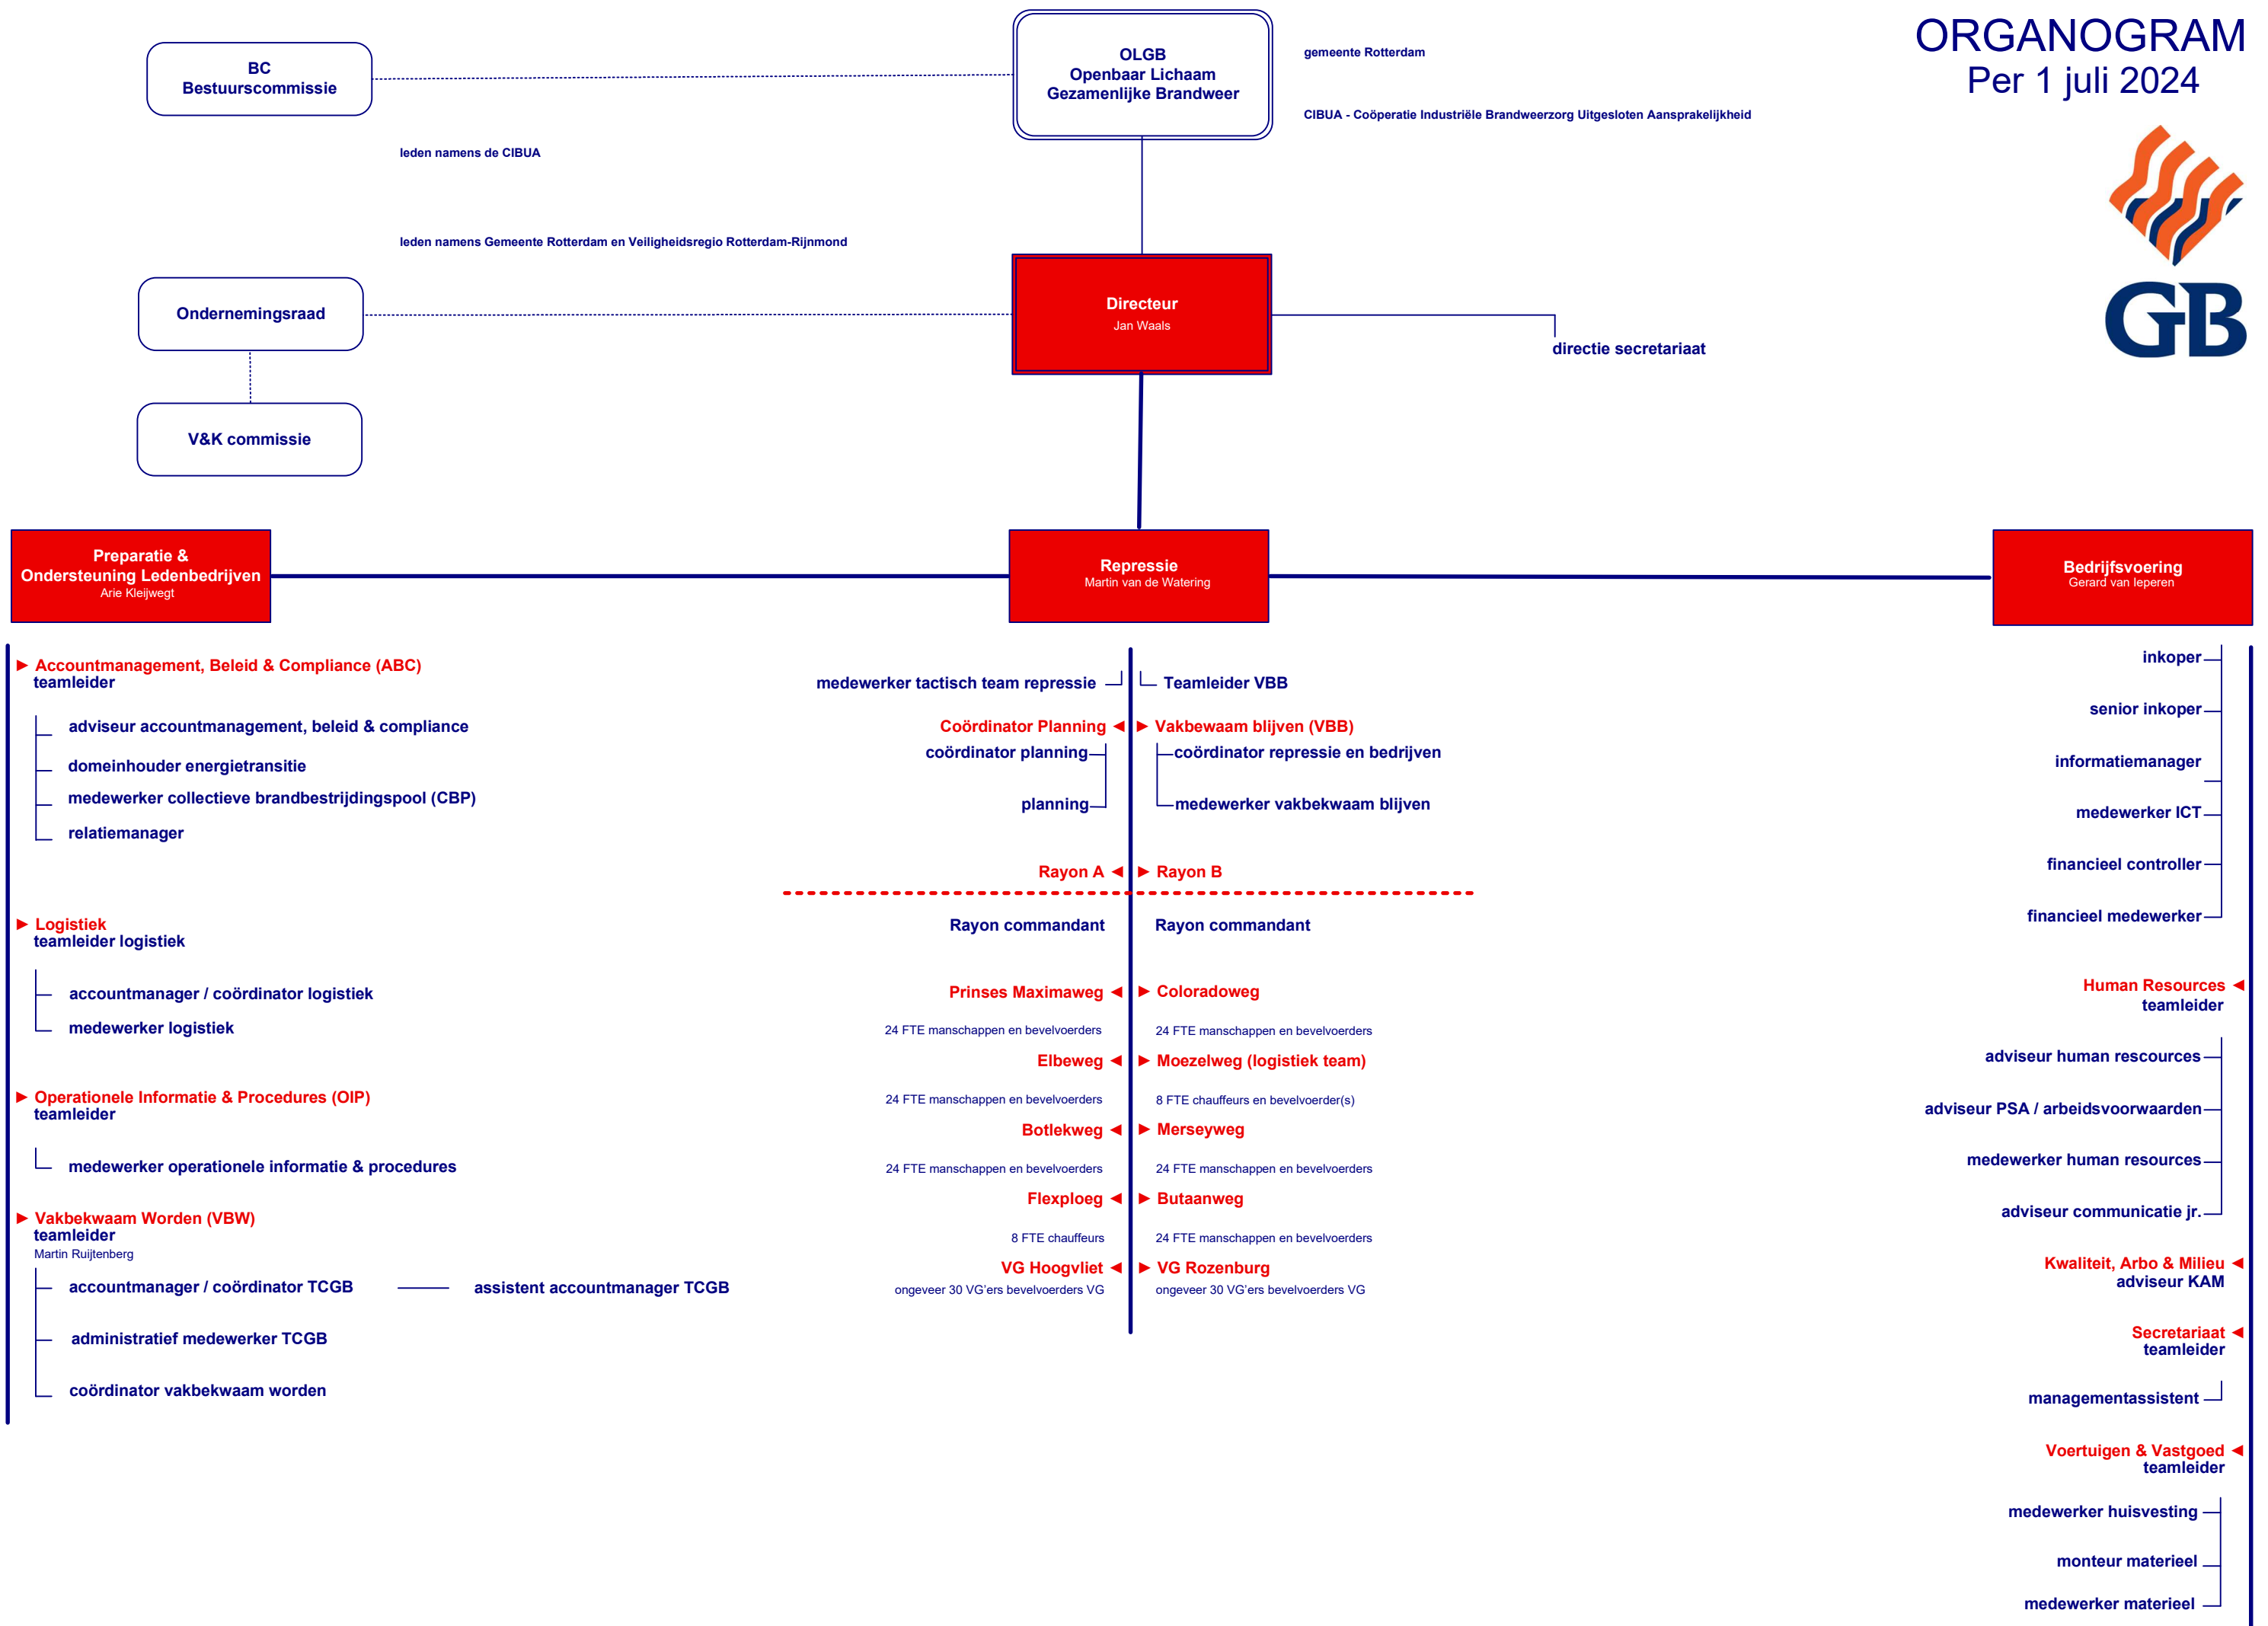 ORGANOGRAM
Per 1 juli 2024
GB
BC
Bestuurscommissie
OLGB
Openbaar Lichaam
Gezamenlijke Brandweer
gemeente Rotterdam
CIBUA - Coöperatie Industriële Brandweerzorg Uitgesloten Aansprakelijkheid
leden namens de CIBUA
leden namens Gemeente Rotterdam en Veiligheidsregio Rotterdam-Rijnmond
Ondernemingsraad
Directeur
Jan Waals
directie secretariaat
V&K commissie
Preparatie &
Ondersteuning Ledenbedrijven
Arie Kleijwegt
Repressie
Martin van de Watering
Bedrijfsvoering
Gerard van Ieperen
Accountmanagement, Beleid & Compliance (ABC)
teamleider
adviseur accountmanagement, beleid & compliance
domeinhouder energietransitie
medewerker collectieve brandbestrijdingspool (CBP)
relatiemanager
Logistiek
teamleider logistiek
accountmanager / coördinator logistiek
medewerker logistiek
Operationele Informatie & Procedures (OIP)
teamleider
medewerker operationele informatie & procedures
Vakbekwaam Worden (VBW)
teamleider
Martin Ruijtenberg
accountmanager / coördinator TCGB
assistent accountmanager TCGB
administratief medewerker TCGB
coördinator vakbekwaam worden
medewerker tactisch team repressie
Teamleider VBB
Coördinator Planning
coördinator planning
planning
Vakbewaam blijven (VBB)
coördinator repressie en bedrijven
medewerker vakbekwaam blijven
Rayon A
Rayon commandant
Prinses Maximaweg
24 FTE manschappen en bevelvoerders
Elbeweg
24 FTE manschappen en bevelvoerders
Botlekweg
24 FTE manschappen en bevelvoerders
Flexploeg
8 FTE chauffeurs
VG Hoogvliet
ongeveer 30 VG'ers bevelvoerders VG
Rayon B
Rayon commandant
Coloradoweg
24 FTE manschappen en bevelvoerders
Moezelweg (logistiek team)
8 FTE chauffeurs en bevelvoerder(s)
Merseyweg
24 FTE manschappen en bevelvoerders
Butaanweg
24 FTE manschappen en bevelvoerders
VG Rozenburg
ongeveer 30 VG'ers bevelvoerders VG
inkoper
senior inkoper
informatiemanager
medewerker ICT
financieel controller
financieel medewerker
Human Resources
teamleider
adviseur human rescources
adviseur PSA / arbeidsvoorwaarden
medewerker human resources
adviseur communicatie jr.
Kwaliteit, Arbo & Milieu
adviseur KAM
Secretariaat
teamleider
managementassistent
Voertuigen & Vastgoed
teamleider
medewerker huisvesting
monteur materieel
medewerker materieel